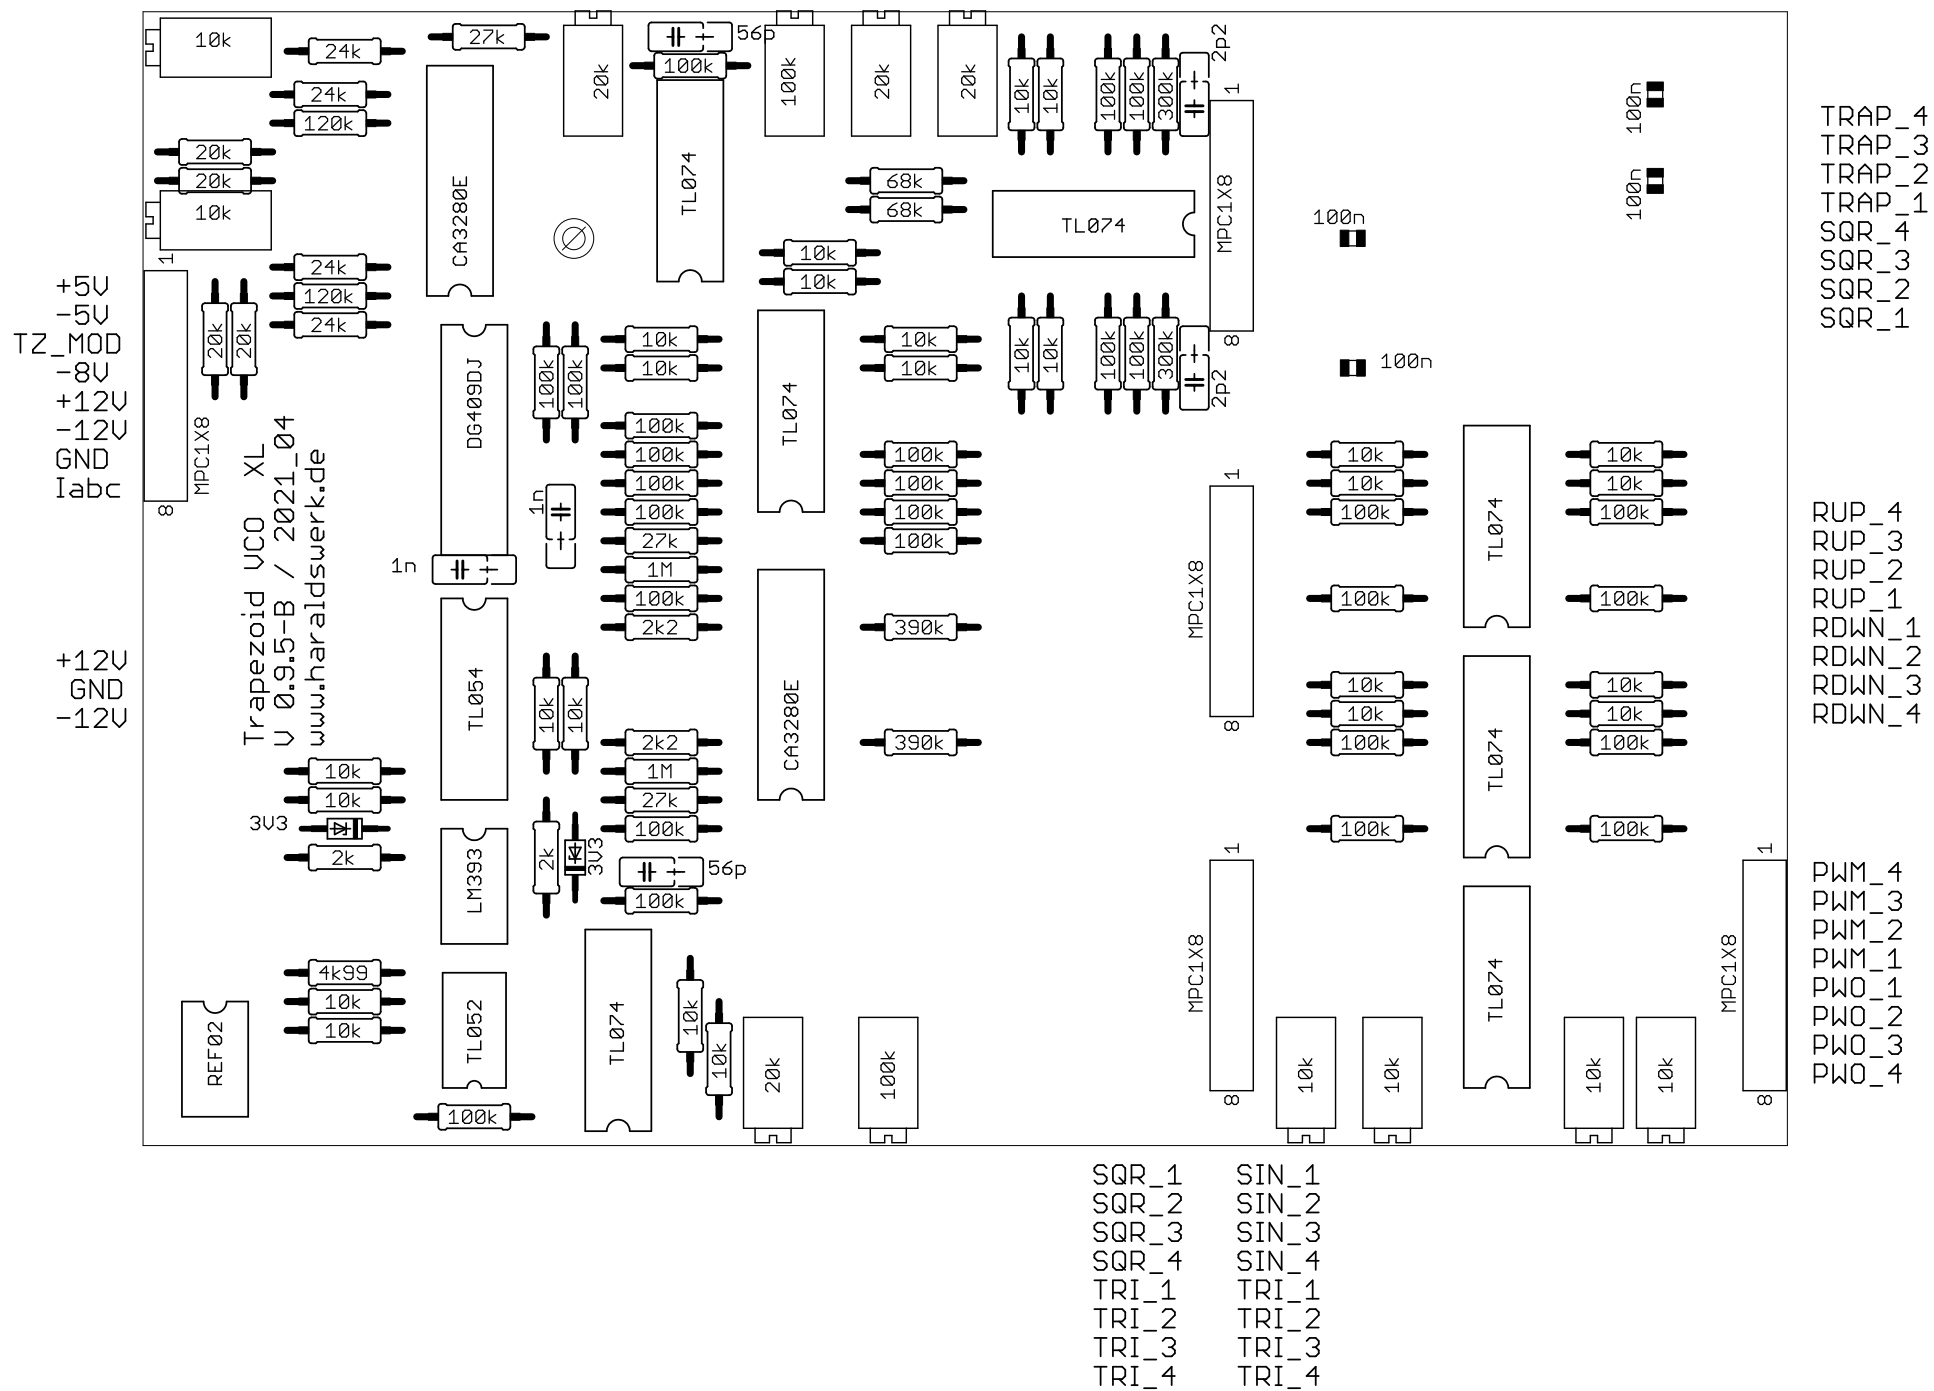 10k
24k
27k
20k
56p
100k
100k
20k
20k
10k
10k
100k
100k
300k
2p2
1
100n
24k
120k
20k
20k
10k
CA3280E
TL074
68k
68k
TL074
MPC1X8
8
100n
100n
100n
TRAP_4
TRAP_3
TRAP_2
TRAP_1
SQR_4
SQR_3
SQR_2
SQR_1
1
+5V
-5V
TZ_MOD
-8V
+12V
-12V
GND
Iabc
MPC1X8
8
24k
120k
24k
20k
20k
10k
10k
DG409DJ
100k
100k
10k
10k
TL074
10k
10k
10k
10k
100k
100k
300k
2p2
Trapezoid VCO XL
V 0.9.5-B / 2021_04
www.haraldswerk.de
1n
1n
100k
100k
100k
100k
27k
1M
100k
2k2
100k
100k
100k
100k
390k
390k
1
MPC1X8
8
10k
10k
100k
100k
TL074
10k
10k
100k
100k
RUP_4
RUP_3
RUP_2
RUP_1
RDWN_1
RDWN_2
RDWN_3
RDWN_4
+12V
GND
-12V
TL054
10k
10k
CA3280E
2k2
1M
27k
100k
10k
10k
100k
100k
TL074
10k
10k
100k
100k
10k
10k
3V3
2k
LM393
2k
3V3
56p
100k
4k99
10k
10k
REF02
TL052
100k
TL074
10k
10k
20k
100k
1
MPC1X8
8
10k
10k
TL074
10k
10k
1
MPC1X8
8
PWM_4
PWM_3
PWM_2
PWM_1
PWO_1
PWO_2
PWO_3
PWO_4
SQR_1
SQR_2
SQR_3
SQR_4
TRI_1
TRI_2
TRI_3
TRI_4
SIN_1
SIN_2
SIN_3
SIN_4
TRI_1
TRI_2
TRI_3
TRI_4